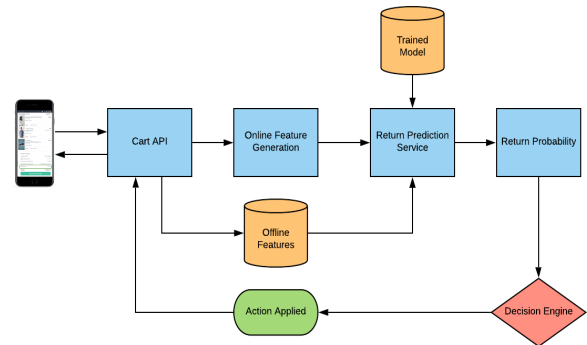 Trained
Model
Cart API
Online Feature
Generation
Return Prediction
Service
Return Probability
Offline
Features
Action Applied
Decision Engine